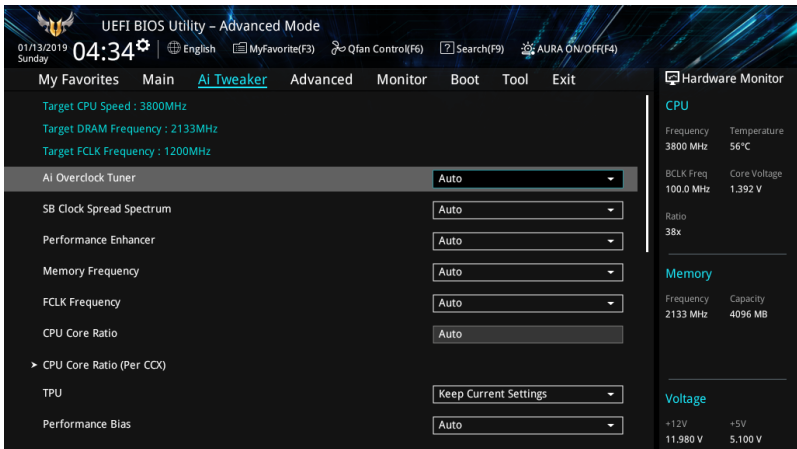 UEFI BIOS Utility – Advanced Mode
01/13/2019 Sunday 04:34 English MyFavorite(F3) Qfan Control(F6) ? Search(F9) AURA ON/OFF(F4)
My Favorites Main Ai Tweaker Advanced Monitor Boot Tool Exit
Hardware Monitor
Target CPU Speed : 3800MHz
Target DRAM Frequency : 2133MHz
Target FCLK Frequency : 1200MHz
Ai Overclock Tuner Auto
SB Clock Spread Spectrum Auto
Performance Enhancer Auto
Memory Frequency Auto
FCLK Frequency Auto
CPU Core Ratio Auto
CPU Core Ratio (Per CCX)
TPU Keep Current Settings
Performance Bias Auto
CPU
Frequency Temperature
3800 MHz 56°C
BCLK Freq Core Voltage
100.0 MHz 1.392 V
Ratio
38x
Memory
Frequency Capacity
2133 MHz 4096 MB
Voltage
+12V +5V
11.980 V 5.100 V